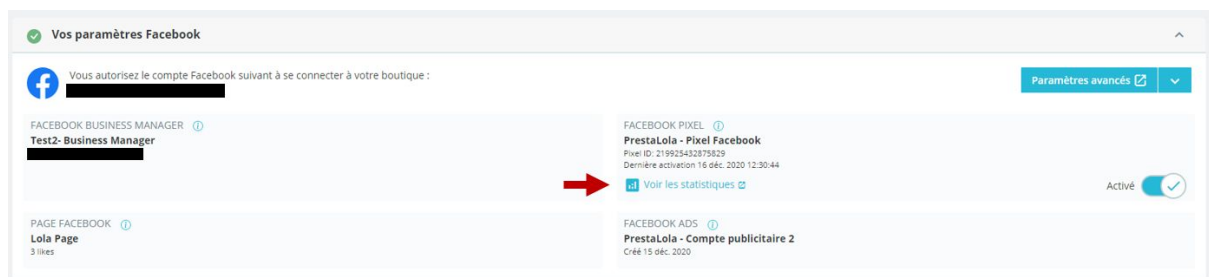 Vos paramètres Facebook
Vous autorisez le compte Facebook suivant à se connecter à votre boutique :
Paramètres avancés
FACEBOOK BUSINESS MANAGER
Test2- Business Manager
FACEBOOK PIXEL
PrestaLola - Pixel Facebook
Pixel ID: 219925432875829
Dernière activation 16 déc. 2020 12:30:44
Voir les statistiques
Activé
PAGE FACEBOOK
Lola Page
3 likes
FACEBOOK ADS
PrestaLola - Compte publicitaire 2
Créé 15 déc. 2020